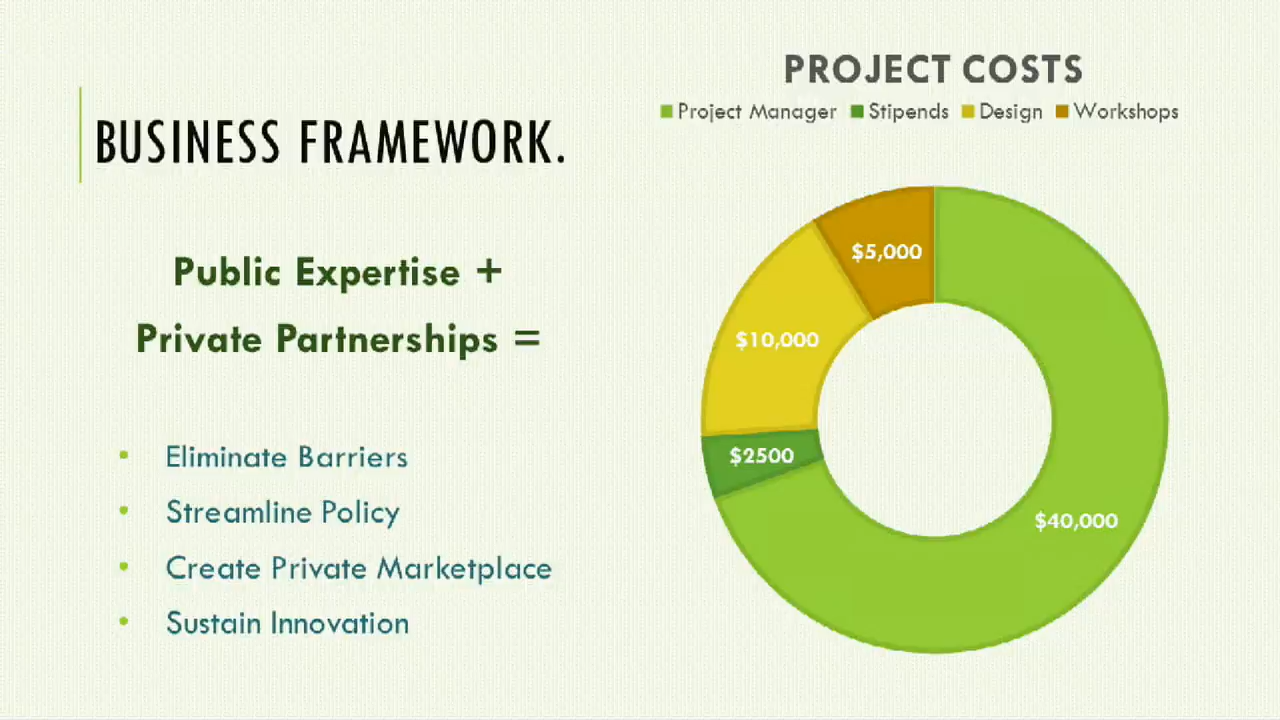 BUSINESS FRAMEWORK.
Public Expertise +
Private Partnerships =
• Eliminate Barriers
• Streamline Policy
• Create Private Marketplace
• Sustain Innovation
PROJECT COSTS
Project Manager Stipends Design Workshops
$5,000
$10,000
$2500
$40,000